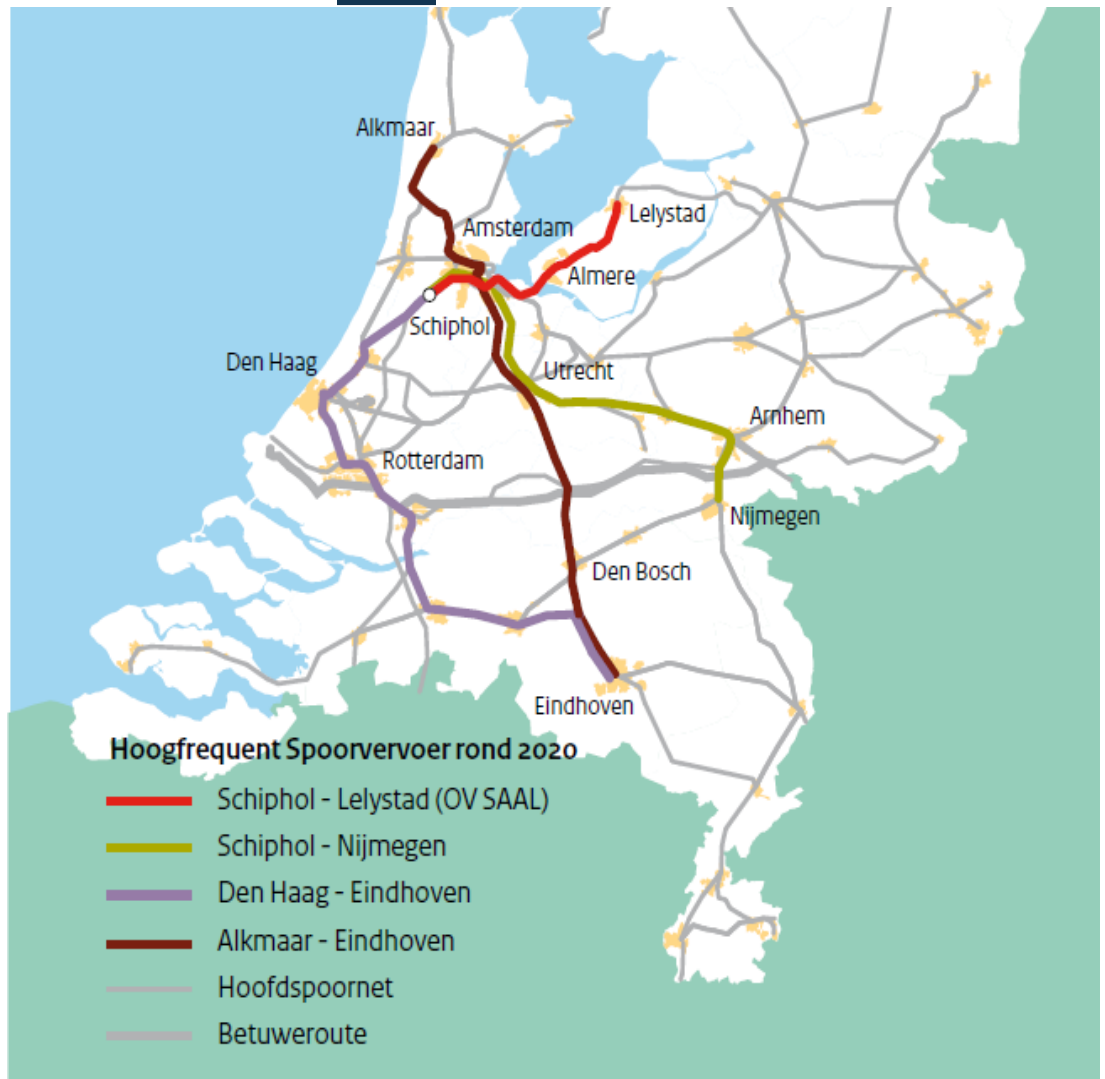 Alkmaar
Amsterdam
Lelystad
Almere
Schiphol
Den Haag
Utrecht
Arnhem
Rotterdam
Nijmegen
Den Bosch
Eindhoven
Hoogfrequent Spoorvervoer rond 2020
Schiphol - Lelystad (OV SAAL)
Schiphol - Nijmegen
Den Haag - Eindhoven
Alkmaar - Eindhoven
Hoofdspoornet
Betuweroute